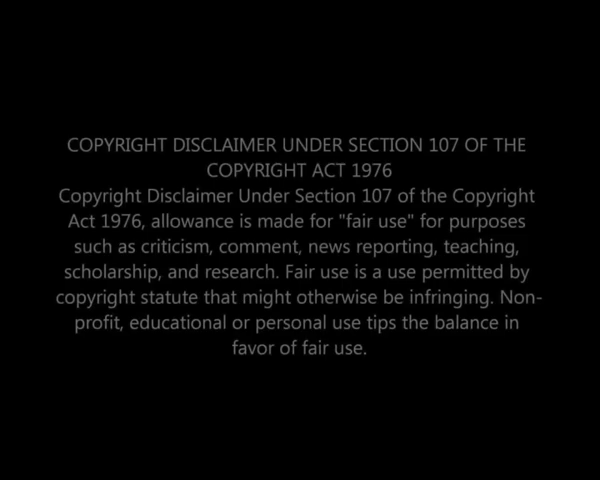 COPYRIGHT DISCLAIMER UNDER SECTION 107 OF THE
COPYRIGHT ACT 1976
Copyright Disclaimer Under Section 107 of the Copyright
Act 1976, allowance is made for "fair use" for purposes
such as criticism, comment, news reporting, teaching,
scholarship, and research. Fair use is a use permitted by
copyright statute that might otherwise be infringing. Non-
profit, educational or personal use tips the balance in
favor of fair use.